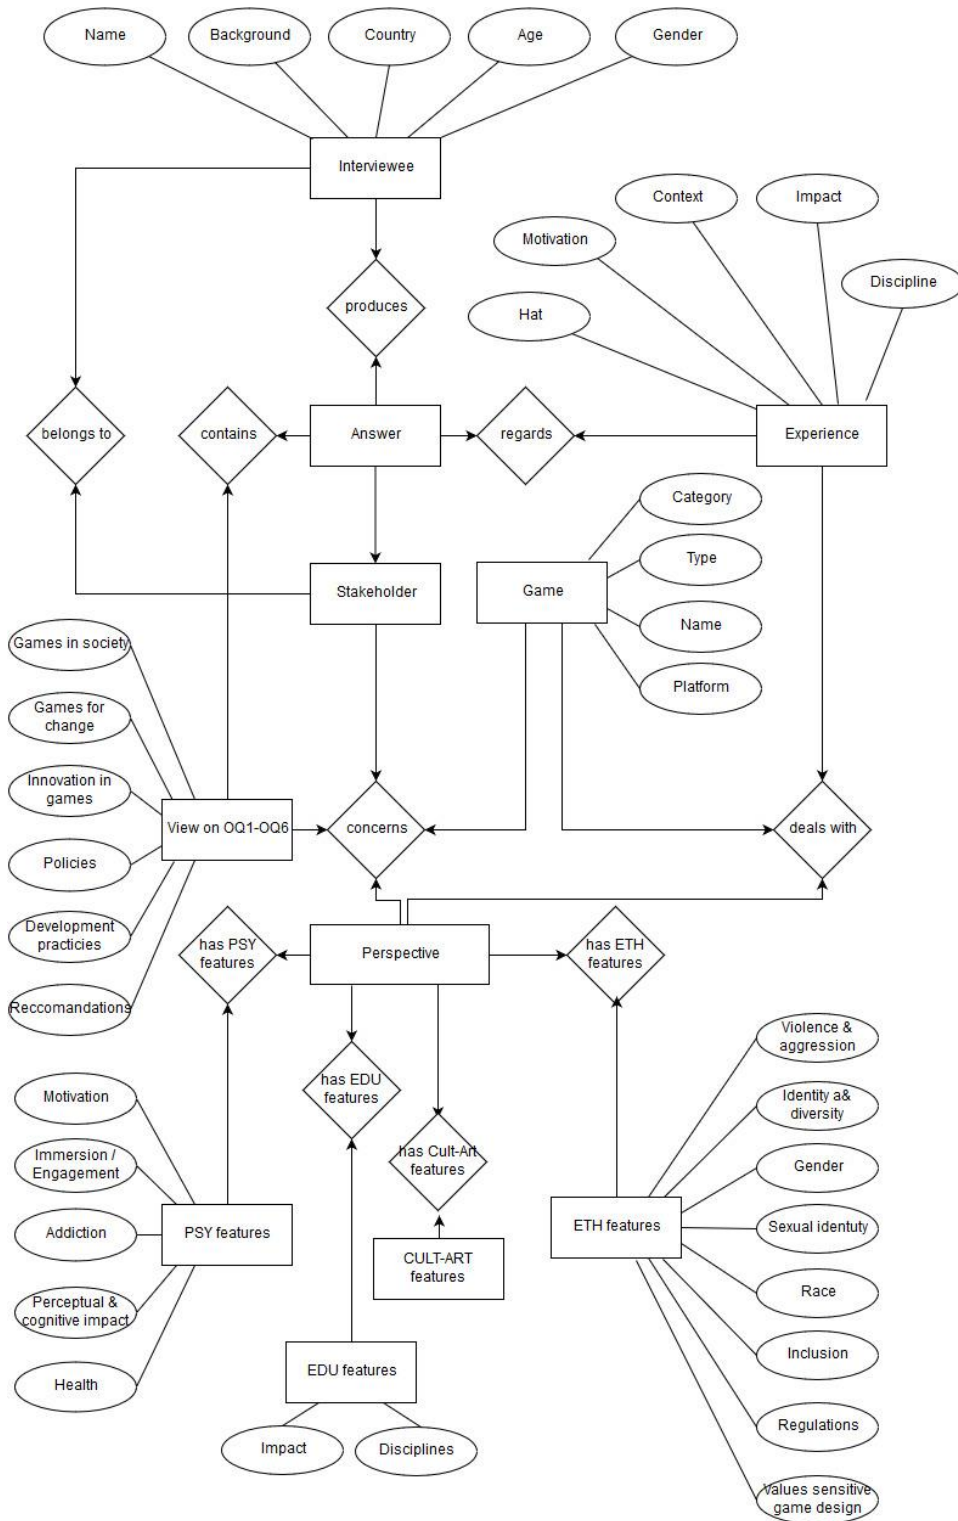 Name
Background
Country
Age
Gender
Interviewee
Context
Impact
Motivation
Discipline
Hat
produces
belongs to
contains
Answer
regards
Experience
Category
Type
Stakeholder
Game
Name
Games in society
Platform
Games for
change
Innovation in
games
View on OQ1-OQ6
concerns
deals with
Policies
Development
practicies
has PSY
features
Perspective
has ETH
features
Reccomandations
Violence &
aggression
has EDU
features
Motivation
Identity a&
diversity
Immersion /
Engagement
has Cult-Art
features
Gender
Addiction
PSY features
ETH features
Sexual identuty
CULT-ART
features
Race
Perceptual &
cognitive impact
Inclusion
Health
EDU features
Regulations
Impact
Disciplines
Values sensitive
game design